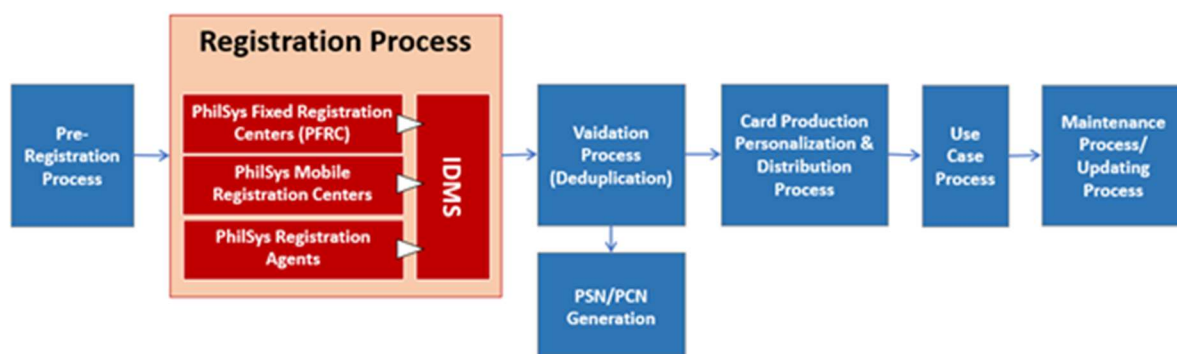 Registration Process
Pre-
Registration
Process
PhilSys Fixed Registration
Centers (PFRC)
PhilSys Mobile
Registration Centers
PhilSys Registration
Agents
IDMS
Vaidation
Process
(Deduplication)
PSN/PCN
Generation
Card Production
Personalization &
Distribution
Process
Use
Case
Process
Maintenance
Process/
Updating
Process